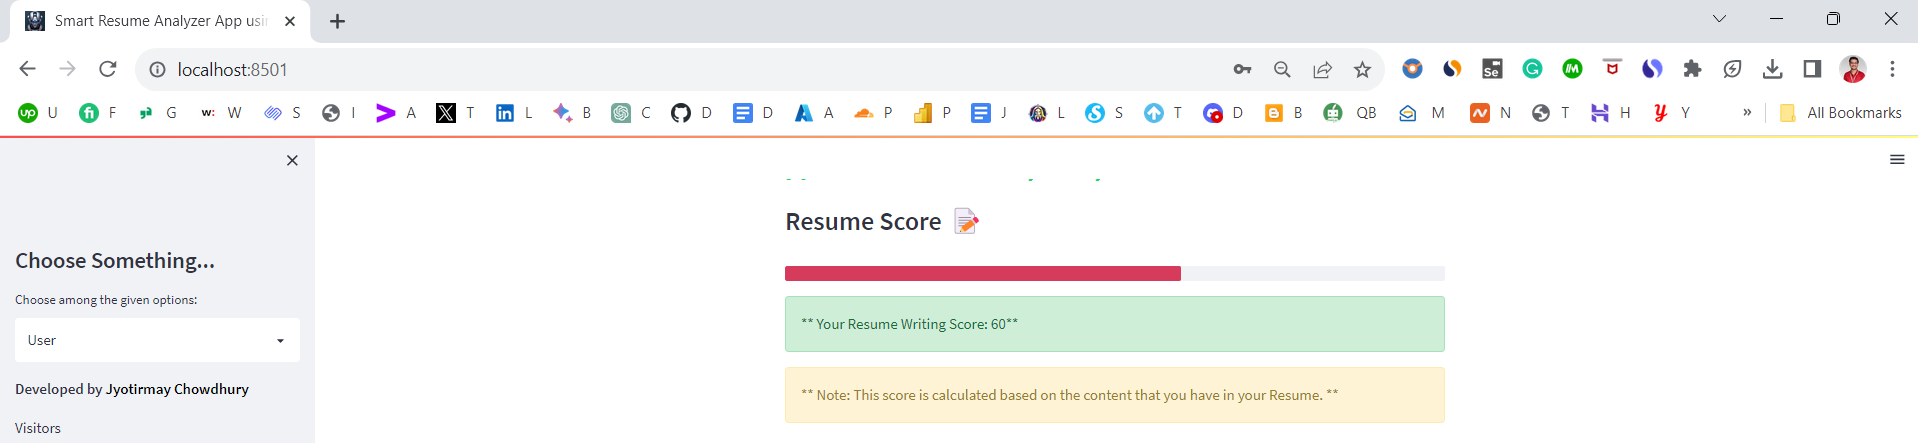 Smart Resume Analyzer App usi
localhost:8501
U F G W S I A T L B C D D A P P J L S T D B QB M N T H Y » All Bookmarks
Resume Score
Choose Something...
Choose among the given options:
User
Developed by Jyotirmay Chowdhury
Visitors
** Your Resume Writing Score: 60**
** Note: This score is calculated based on the content that you have in your Resume. **